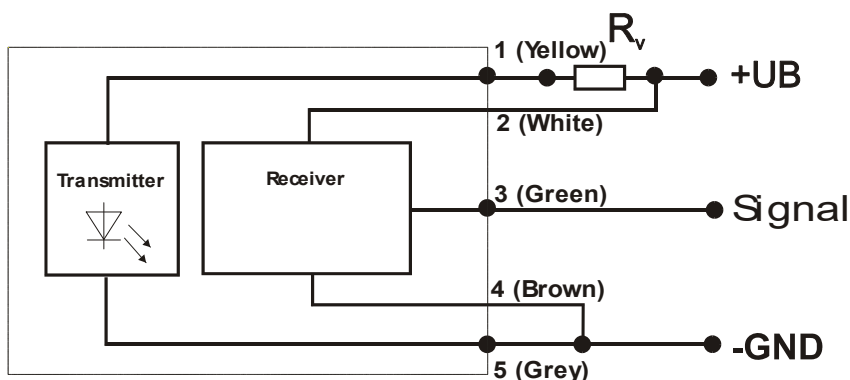 1 (Yellow)
Rv
+UB
2 (White)
Transmitter
Receiver
3 (Green)
Signal
4 (Brown)
-GND
5 (Grey)